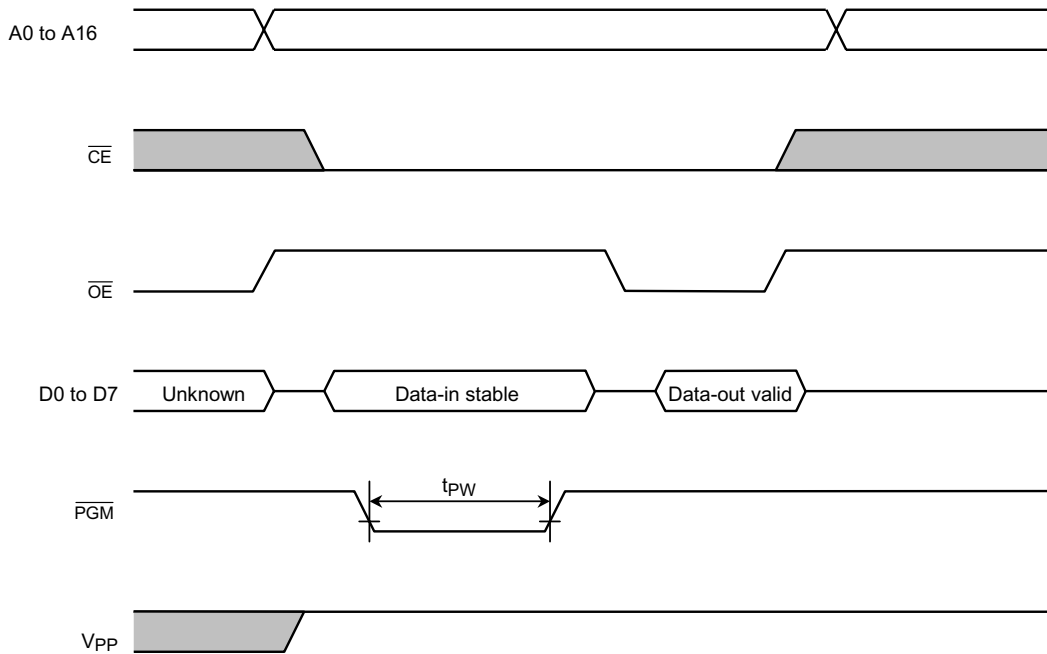 A0 to A16
CE
OE
D0 to D7 Unknown Data-in stable Data-out valid
tPW
PGM
VPP